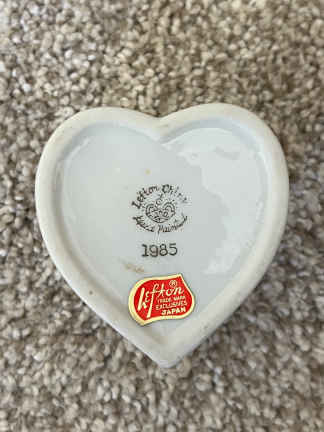 Lefton China
Hand Painted
1985
Lefton ®
TRADE MARK
EXCLUSIVES
JAPAN